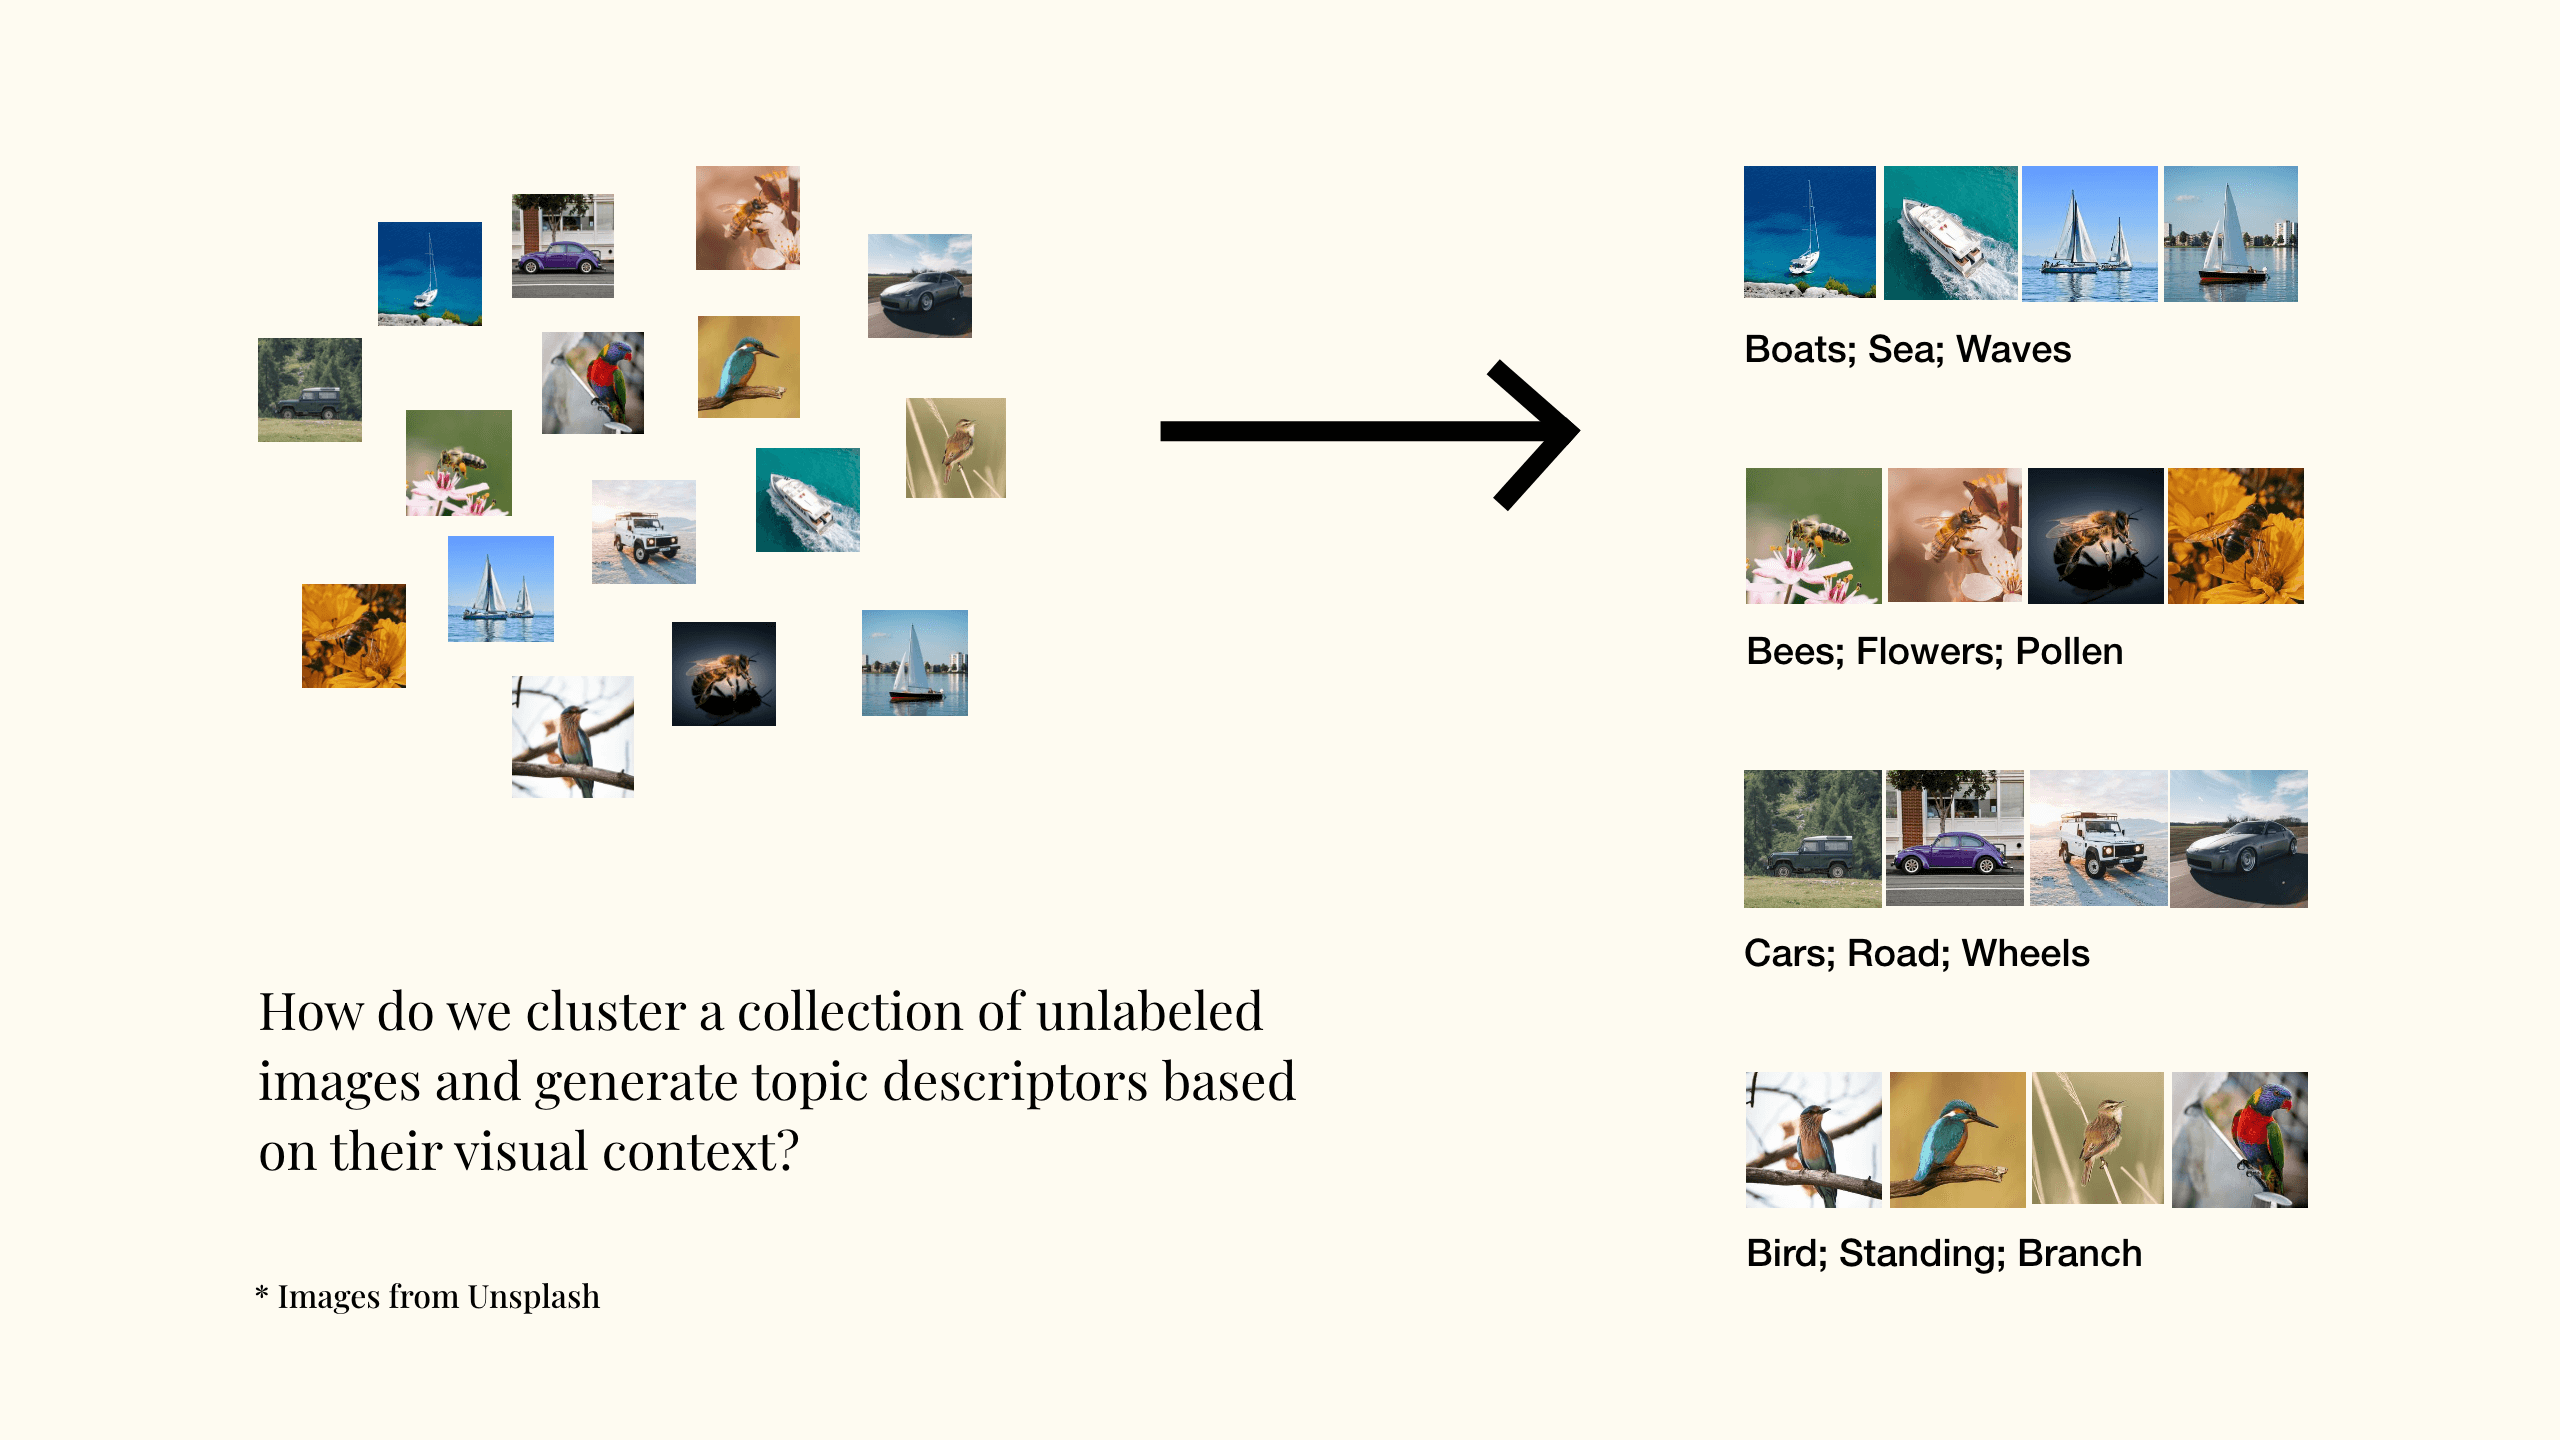 Boats; Sea; Waves
Bees; Flowers; Pollen
Cars; Road; Wheels
Bird; Standing; Branch
How do we cluster a collection of unlabeled
images and generate topic descriptors based
on their visual context?
* Images from Unsplash